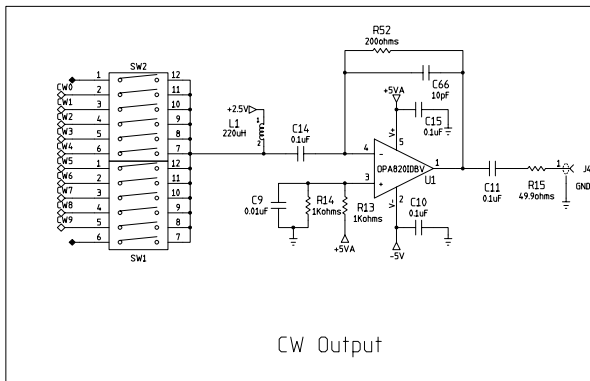 SW2
1 12
CW0 2 11
CW1 3 10
CW2 4 9
CW3 5 8
CW4 6 7
CW5 1 12
CW6 2 11
CW7 3 10
CW8 4 9
CW9 5 8
6 7
SW1
+2.5V
L1
220uH
1
2
C14
0.1uF
R52
200ohms
C66
10pF
+5VA
C15
0.1uF
V+
5
4
-
OPA820IDBV
1
3
+
U1
2
V-
C9
0.01uF
R14
1Kohms
R13
1Kohms
+5VA
C10
0.1uF
-5V
C11
0.1uF
R15
49.9ohms
1
J4
GND
CW Output